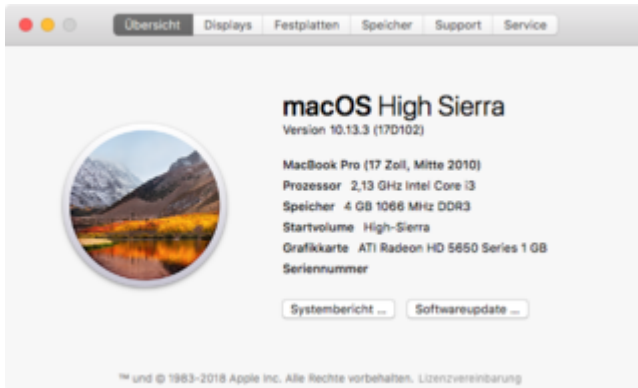 Übersicht Displays Festplatten Speicher Support Service
macOS High Sierra
Version 10.13.3 (17D102)
MacBook Pro (17 Zoll, Mitte 2010)
Prozessor 2,13 GHz Intel Core i3
Speicher 4 GB 1066 MHz DDR3
Startvolume High-Sierra
Grafikkarte ATI Radeon HD 5650 Series 1 GB
Seriennummer
Systembericht ... Softwareupdate ...
™ und © 1983-2018 Apple Inc. Alle Rechte vorbehalten. Lizenzvereinbarung